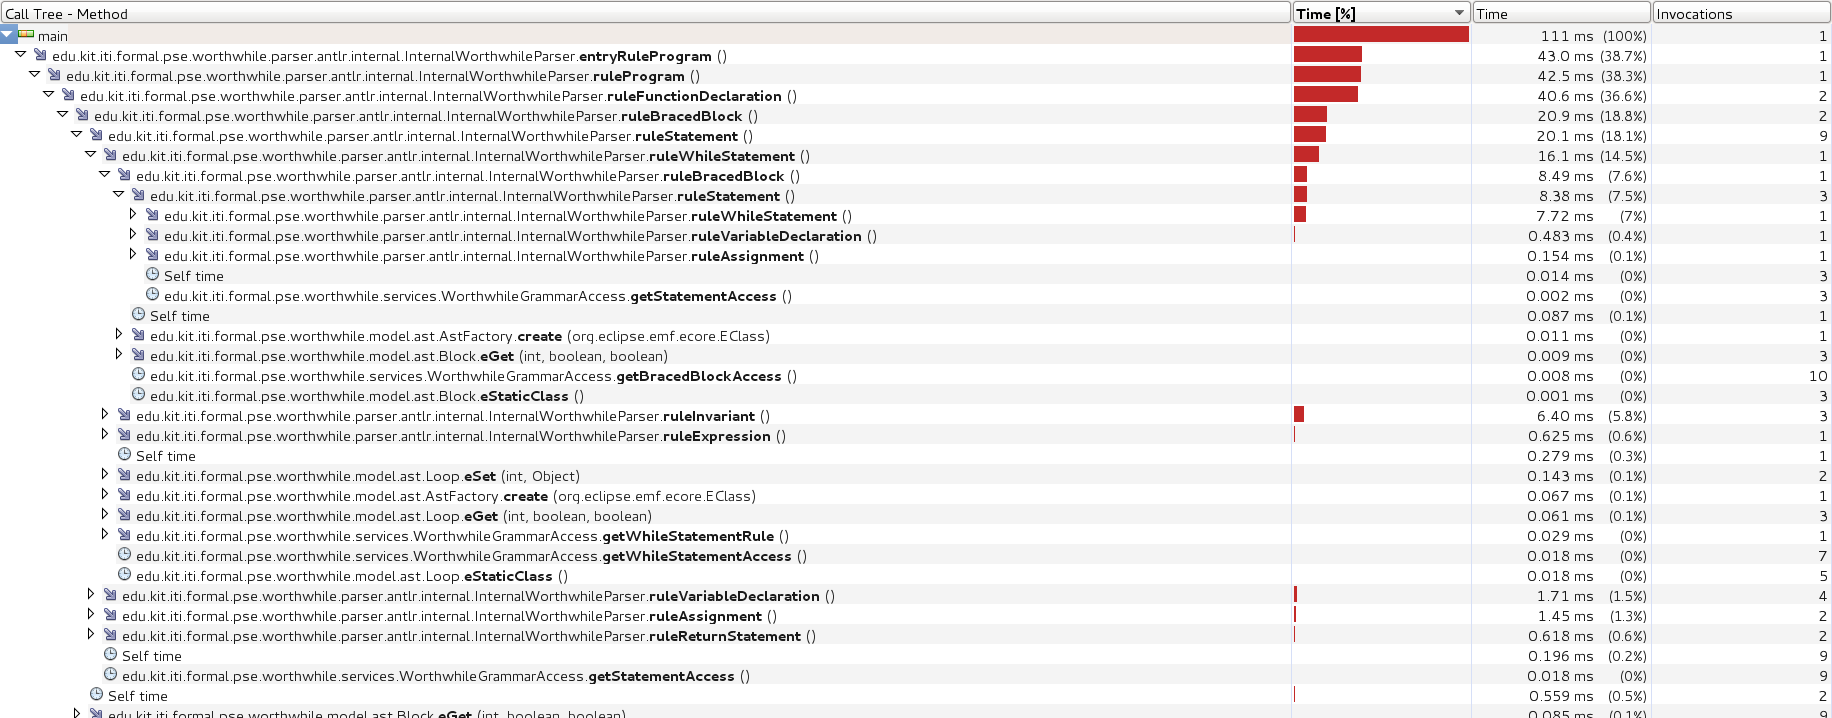 Call Tree - Method Time [%] Time Invocations
main 111 ms (100%) 1
edu.kit.iti.formal.pse.worthwhile.parser.antlr.internal.InternalWorthwhileParser.entryRuleProgram () 43.0 ms (38.7%) 1
edu.kit.iti.formal.pse.worthwhile.parser.antlr.internal.InternalWorthwhileParser.ruleProgram () 42.5 ms (38.3%) 1
edu.kit.iti.formal.pse.worthwhile.parser.antlr.internal.InternalWorthwhileParser.ruleFunctionDeclaration () 40.6 ms (36.6%) 2
edu.kit.iti.formal.pse.worthwhile.parser.antlr.internal.InternalWorthwhileParser.ruleBracedBlock () 20.9 ms (18.8%) 2
edu.kit.iti.formal.pse.worthwhile.parser.antlr.internal.InternalWorthwhileParser.ruleStatement () 20.1 ms (18.1%) 9
edu.kit.iti.formal.pse.worthwhile.parser.antlr.internal.InternalWorthwhileParser.ruleWhileStatement () 16.1 ms (14.5%) 1
edu.kit.iti.formal.pse.worthwhile.parser.antlr.internal.InternalWorthwhileParser.ruleBracedBlock () 8.49 ms (7.6%) 1
edu.kit.iti.formal.pse.worthwhile.parser.antlr.internal.InternalWorthwhileParser.ruleStatement () 8.38 ms (7.5%) 3
edu.kit.iti.formal.pse.worthwhile.parser.antlr.internal.InternalWorthwhileParser.ruleWhileStatement () 7.72 ms (7%) 1
edu.kit.iti.formal.pse.worthwhile.parser.antlr.internal.InternalWorthwhileParser.ruleVariableDeclaration () 0.483 ms (0.4%) 1
edu.kit.iti.formal.pse.worthwhile.parser.antlr.internal.InternalWorthwhileParser.ruleAssignment () 0.154 ms (0.1%) 1
Self time 0.014 ms (0%) 3
edu.kit.iti.formal.pse.worthwhile.services.WorthwhileGrammarAccess.getStatementAccess () 0.002 ms (0%) 3
Self time 0.087 ms (0.1%) 1
edu.kit.iti.formal.pse.worthwhile.model.ast.AstFactory.create (org.eclipse.emf.ecore.EClass) 0.011 ms (0%) 1
edu.kit.iti.formal.pse.worthwhile.model.ast.Block.eGet (int, boolean, boolean) 0.009 ms (0%) 3
edu.kit.iti.formal.pse.worthwhile.services.WorthwhileGrammarAccess.getBracedBlockAccess () 0.008 ms (0%) 10
edu.kit.iti.formal.pse.worthwhile.model.ast.Block.eStaticClass () 0.001 ms (0%) 3
edu.kit.iti.formal.pse.worthwhile.parser.antlr.internal.InternalWorthwhileParser.ruleInvariant () 6.40 ms (5.8%) 3
edu.kit.iti.formal.pse.worthwhile.parser.antlr.internal.InternalWorthwhileParser.ruleExpression () 0.625 ms (0.6%) 1
Self time 0.279 ms (0.3%) 1
edu.kit.iti.formal.pse.worthwhile.model.ast.Loop.eSet (int, Object) 0.143 ms (0.1%) 2
edu.kit.iti.formal.pse.worthwhile.model.ast.AstFactory.create (org.eclipse.emf.ecore.EClass) 0.067 ms (0.1%) 1
edu.kit.iti.formal.pse.worthwhile.model.ast.Loop.eGet (int, boolean, boolean) 0.061 ms (0.1%) 3
edu.kit.iti.formal.pse.worthwhile.services.WorthwhileGrammarAccess.getWhileStatementRule () 0.029 ms (0%) 1
edu.kit.iti.formal.pse.worthwhile.services.WorthwhileGrammarAccess.getWhileStatementAccess () 0.018 ms (0%) 7
edu.kit.iti.formal.pse.worthwhile.model.ast.Loop.eStaticClass () 0.018 ms (0%) 5
edu.kit.iti.formal.pse.worthwhile.parser.antlr.internal.InternalWorthwhileParser.ruleVariableDeclaration () 1.71 ms (1.5%) 4
edu.kit.iti.formal.pse.worthwhile.parser.antlr.internal.InternalWorthwhileParser.ruleAssignment () 1.45 ms (1.3%) 2
edu.kit.iti.formal.pse.worthwhile.parser.antlr.internal.InternalWorthwhileParser.ruleReturnStatement () 0.618 ms (0.6%) 2
Self time 0.196 ms (0.2%) 9
edu.kit.iti.formal.pse.worthwhile.services.WorthwhileGrammarAccess.getStatementAccess () 0.018 ms (0%) 9
Self time 0.559 ms (0.5%) 2
edu.kit.iti.formal.pse.worthwhile.model.ast.Block.eGet (int, boolean, boolean) 0.085 ms (0.1%) 9